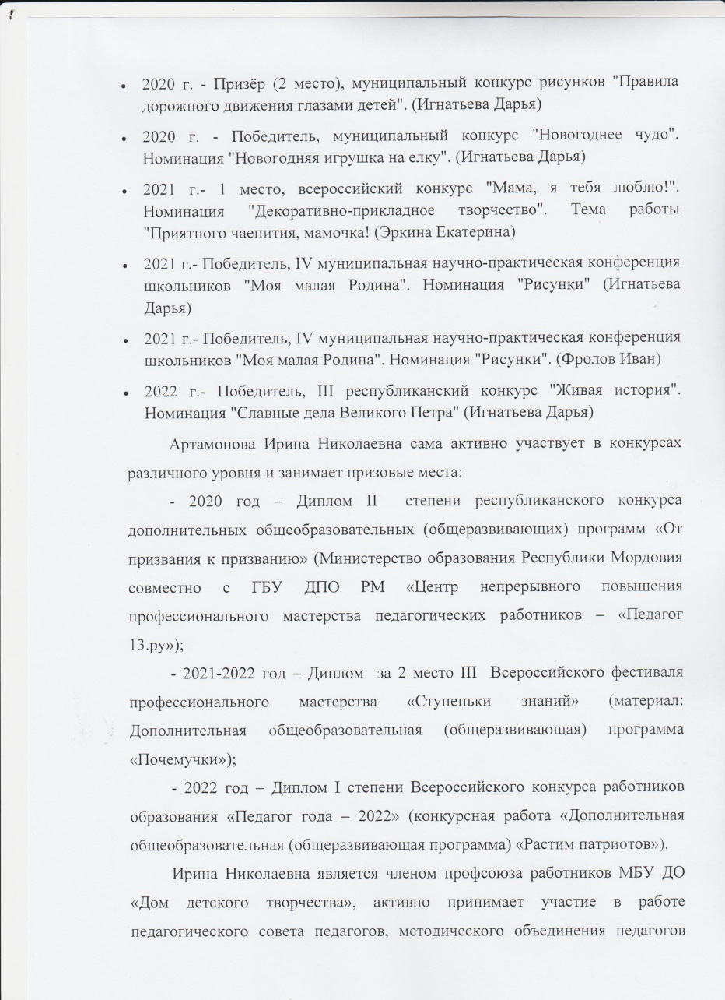 • 2020 г. - Призёр (2 место), муниципальный конкурс рисунков "Правила
дорожного движения глазами детей". (Игнатьева Дарья)
• 2020 г. - Победитель, муниципальный конкурс "Новогоднее чудо".
Номинация "Новогодняя игрушка на елку". (Игнатьева Дарья)
• 2021 г.- 1 место, всероссийский конкурс "Мама, я тебя люблю!".
Номинация "Декоративно-прикладное творчество". Тема работы
"Приятного чаепития, мамочка! (Эркина Екатерина)
• 2021 г.- Победитель, IV муниципальная научно-практическая конференция
школьников "Моя малая Родина". Номинация "Рисунки" (Игнатьева
Дарья)
• 2021 г.- Победитель, IV муниципальная научно-практическая конференция
школьников "Моя малая Родина". Номинация "Рисунки". (Фролов Иван)
• 2022 г.- Победитель, III республиканский конкурс "Живая история".
Номинация "Славные дела Великого Петра" (Игнатьева Дарья)
Артамонова Ирина Николаевна сама активно участвует в конкурсах
различного уровня и занимает призовые места:
- 2020 год – Диплом II степени республиканского конкурса
дополнительных общеобразовательных (общеразвивающих) программ «От
призвания к призванию» (Министерство образования Республики Мордовия
совместно с ГБУ ДПО РМ «Центр непрерывного повышения
профессионального мастерства педагогических работников – «Педагог
13.ру»);
- 2021-2022 год – Диплом за 2 место III Всероссийского фестиваля
профессионального мастерства «Ступеньки знаний» (материал:
Дополнительная общеобразовательная (общеразвивающая) программа
«Почемучки»);
- 2022 год – Диплом I степени Всероссийского конкурса работников
образования «Педагог года – 2022» (конкурсная работа «Дополнительная
общеобразовательная (общеразвивающая программа) «Растим патриотов»).
Ирина Николаевна является членом профсоюза работников МБУ ДО
«Дом детского творчества», активно принимает участие в работе
педагогического совета педагогов, методического объединения педагогов